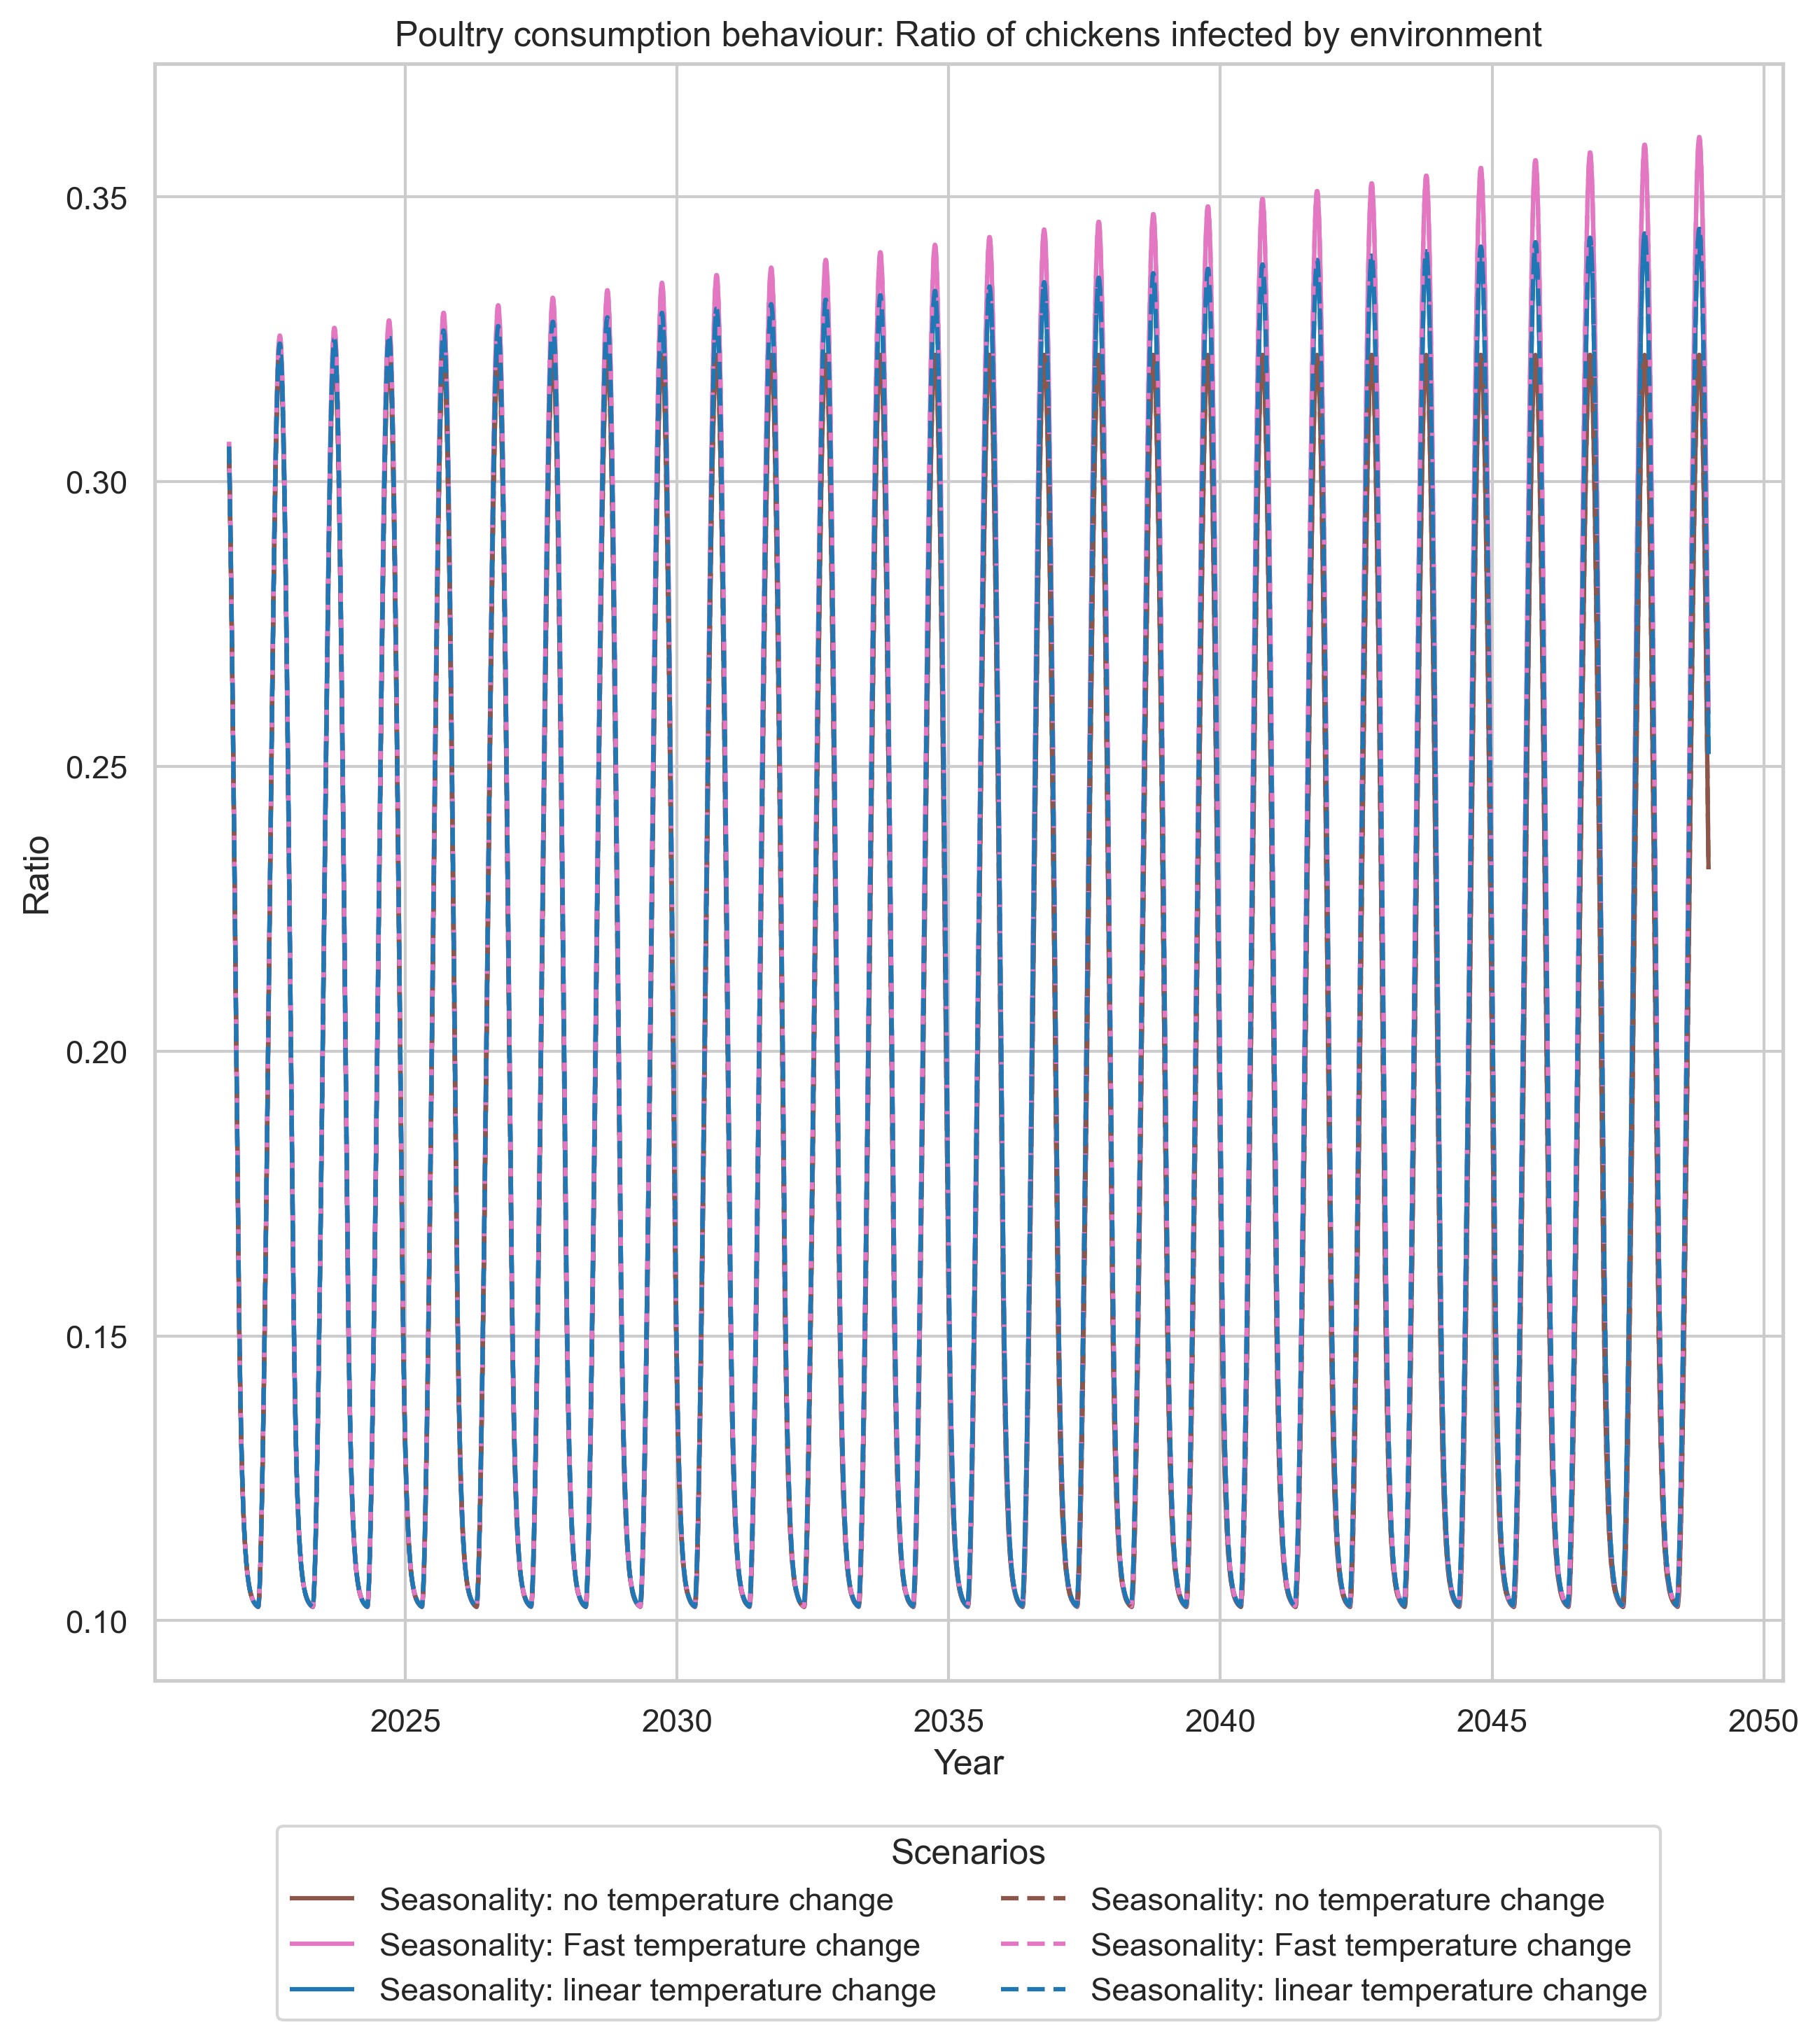 Poultry consumption behaviour: Ratio of chickens infected by environment
0.35
0.30
0.25
0.20
0.15
0.10
Ratio
2025 2030 2035 2040 2045 2050
Year
Scenarios
Seasonality: no temperature change Seasonality: no temperature change
Seasonality: Fast temperature change Seasonality: Fast temperature change
Seasonality: linear temperature change Seasonality: linear temperature change